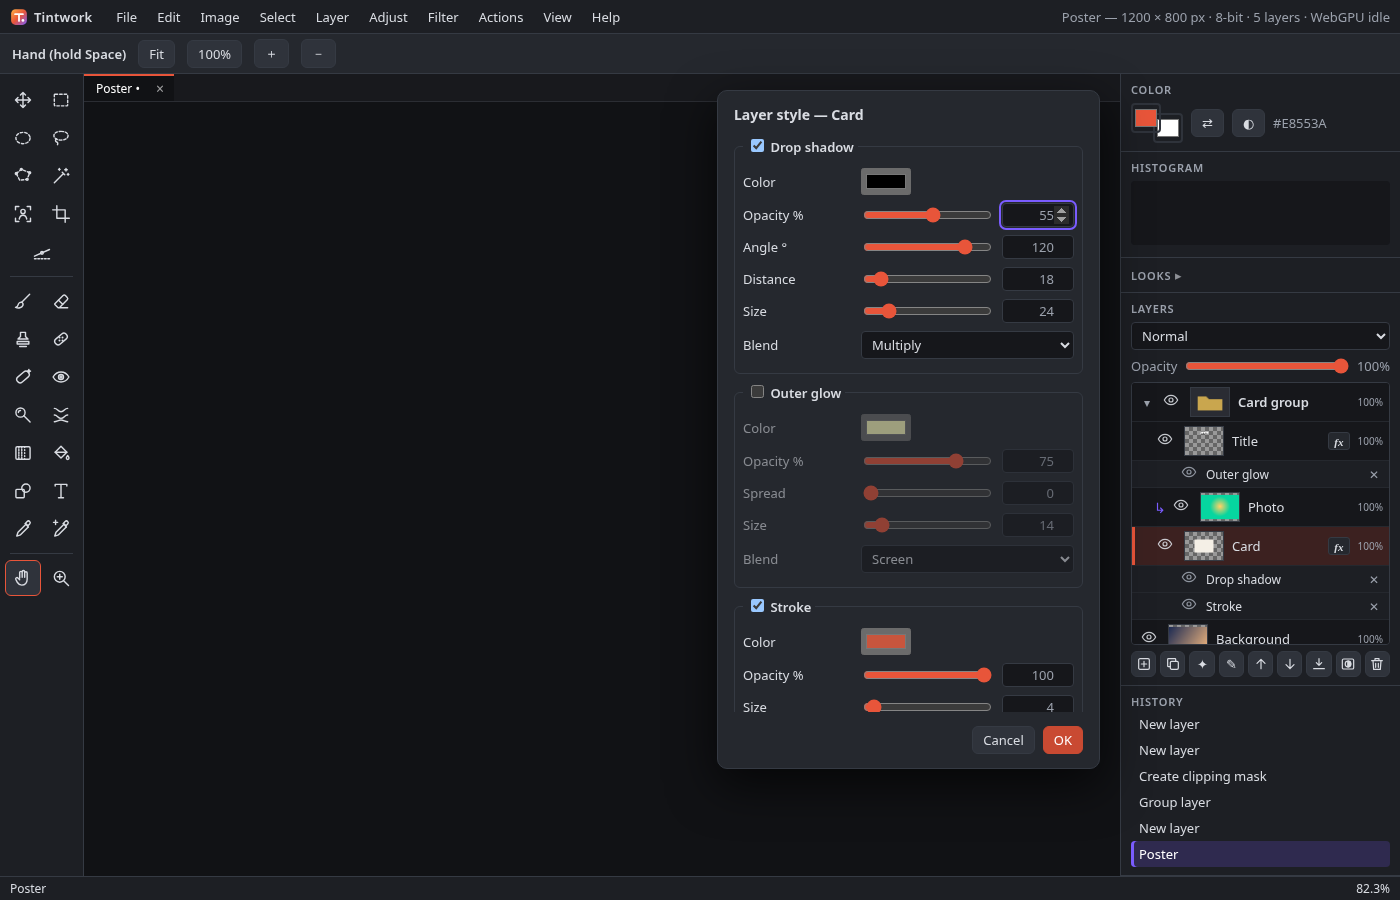 Tintwork File Edit Image Select Layer Adjust Filter Actions View Help Poster — 1200 × 800 px · 8-bit · 5 layers · WebGPU idle
Hand (hold Space) Fit 100% + −
Poster • ×
Layer style — Card
Drop shadow
Color
Opacity % 55
Angle ° 120
Distance 18
Size 24
Blend Multiply
Outer glow
Color
Opacity % 75
Spread 0
Size 14
Blend Screen
Stroke
Color
Opacity % 100
Size 4
Cancel OK
COLOR
#E8553A
HISTOGRAM
LOOKS ▸
LAYERS
Normal
Opacity 100%
Card group 100%
Title fx 100%
Outer glow ×
Photo 100%
Card fx 100%
Drop shadow ×
Stroke ×
Background 100%
HISTORY
New layer
New layer
Create clipping mask
Group layer
New layer
Poster
Poster 82.3%